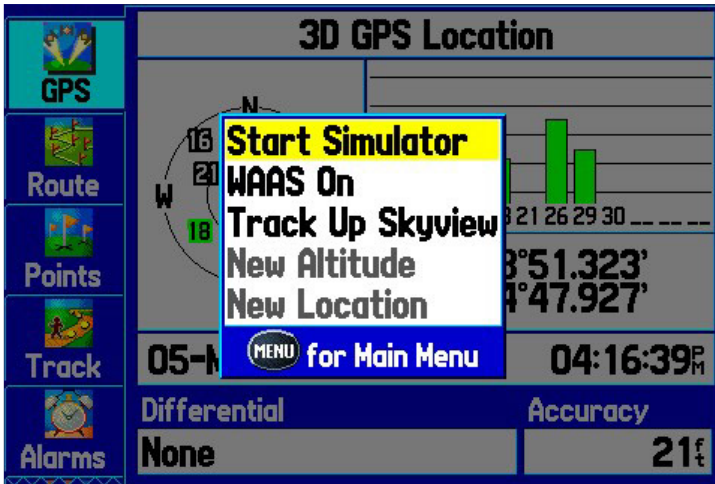 GPS
Route
Points
Track
Alarms
3D GPS Location
N
W
16
21
18
21 26 29 30
Start Simulator
WAAS On
Track Up Skyview
New Altitude
New Location
MENU for Main Menu
°51.323'
°47.927'
05-
04:16:39PM
Differential
None
Accuracy
21ft